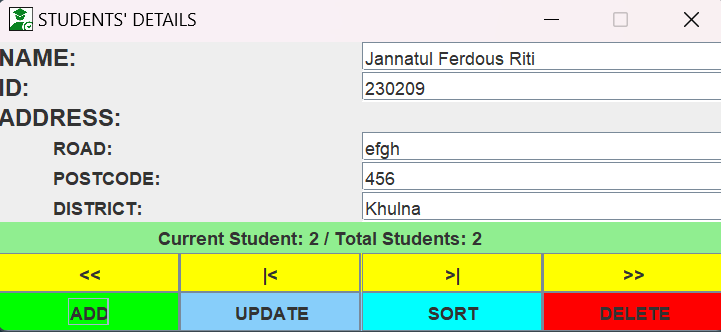 STUDENTS' DETAILS
NAME: Jannatul Ferdous Riti
ID: 230209
ADDRESS:
ROAD: efgh
POSTCODE: 456
DISTRICT: Khulna
Current Student: 2 / Total Students: 2
<< |< >| >>
ADD UPDATE SORT DELETE